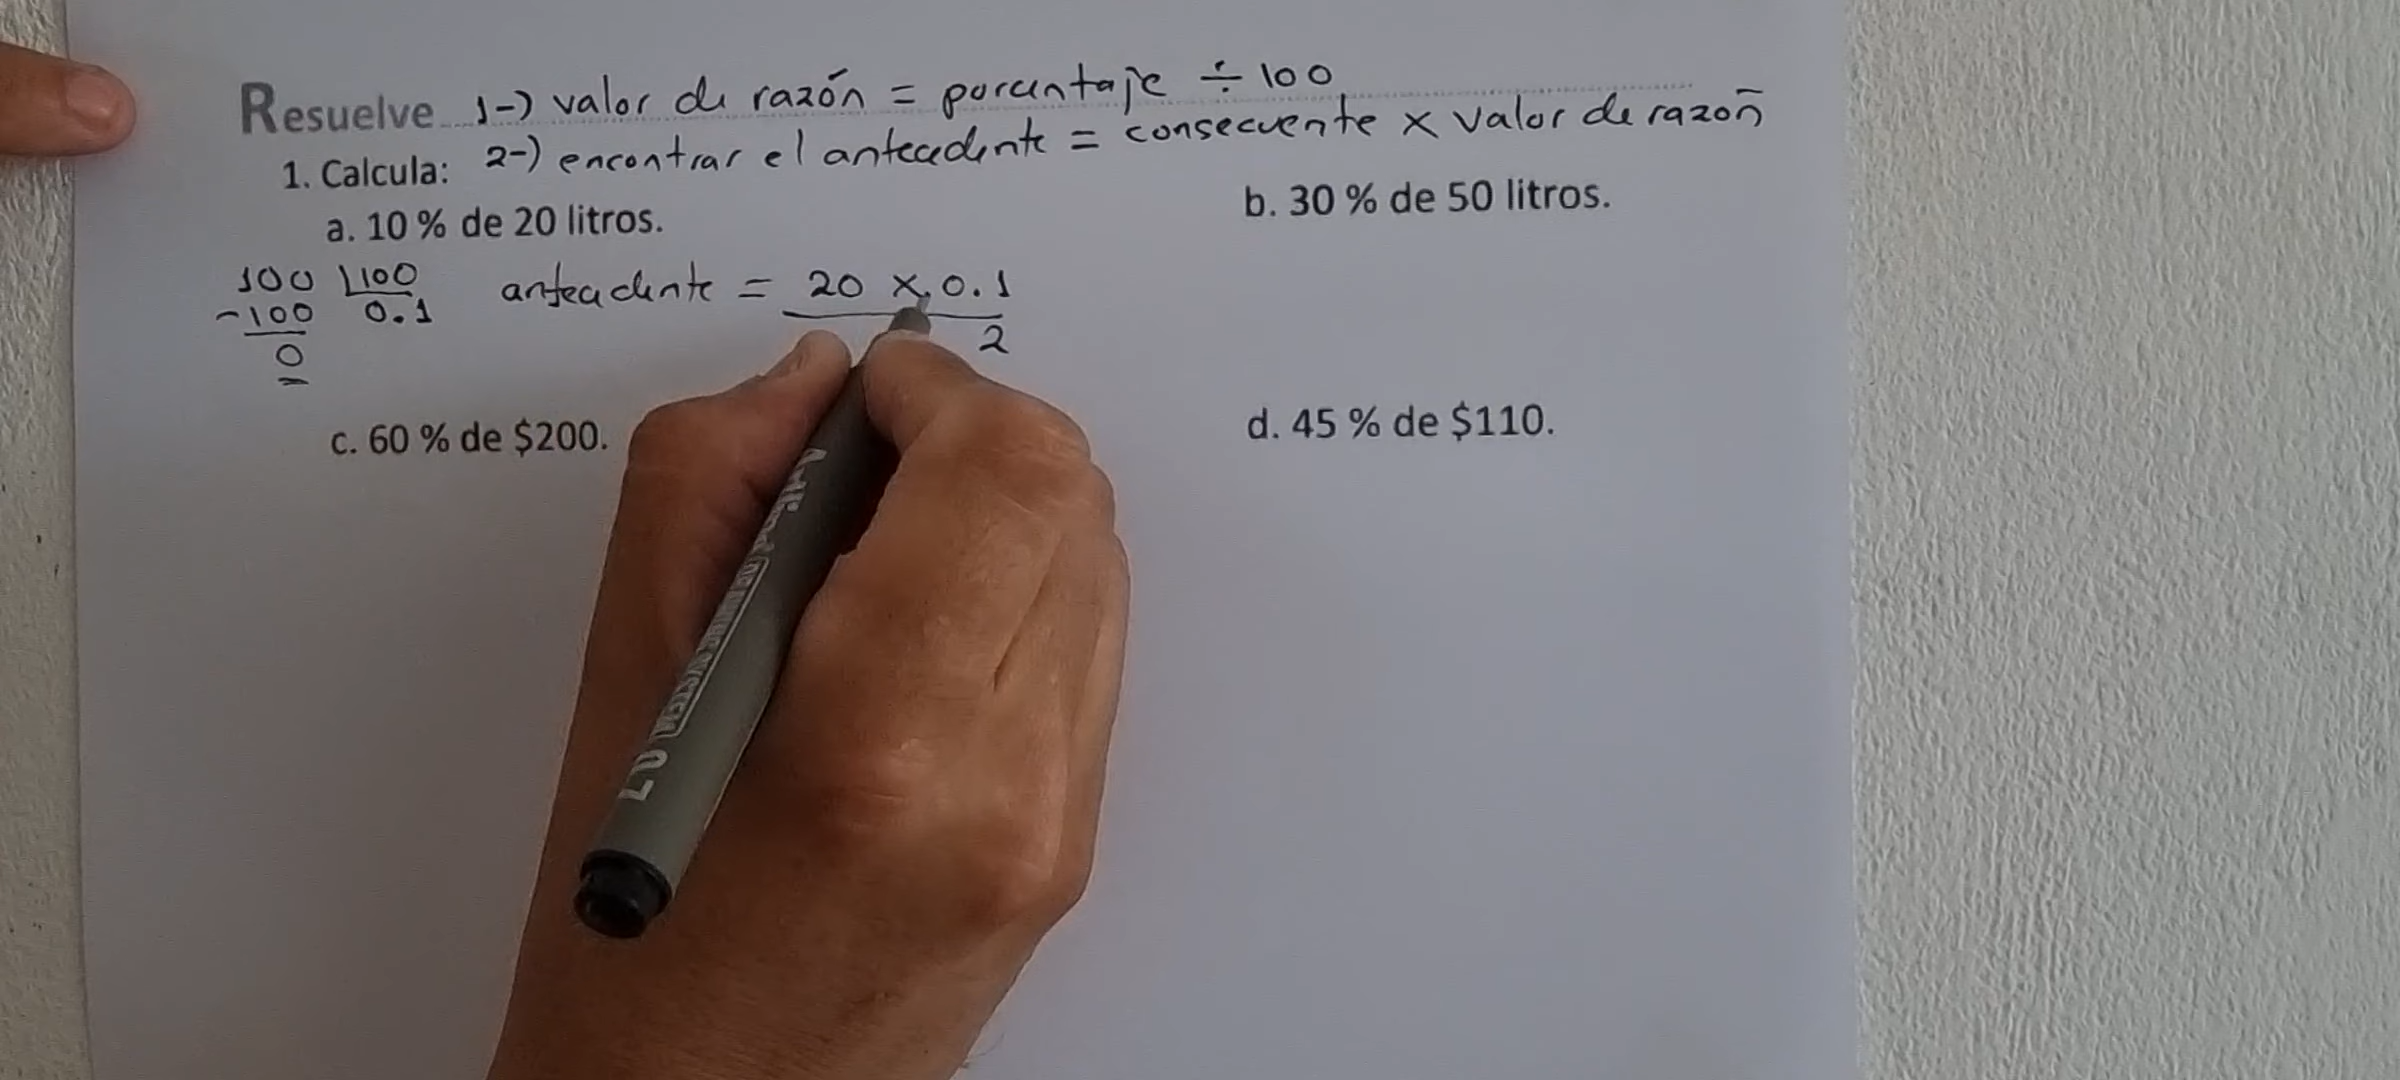 Resuelve 1-) valor de razón = porcentaje ÷ 100
1. Calcula: 2-) encontrar el antecedente = consecuente x valor de razón
a. 10 % de 20 litros.
b. 30 % de 50 litros.
100 100
-100 0.1
0
antecedente = 20 x 0.1
2
c. 60 % de $200.
d. 45 % de $110.
0.7